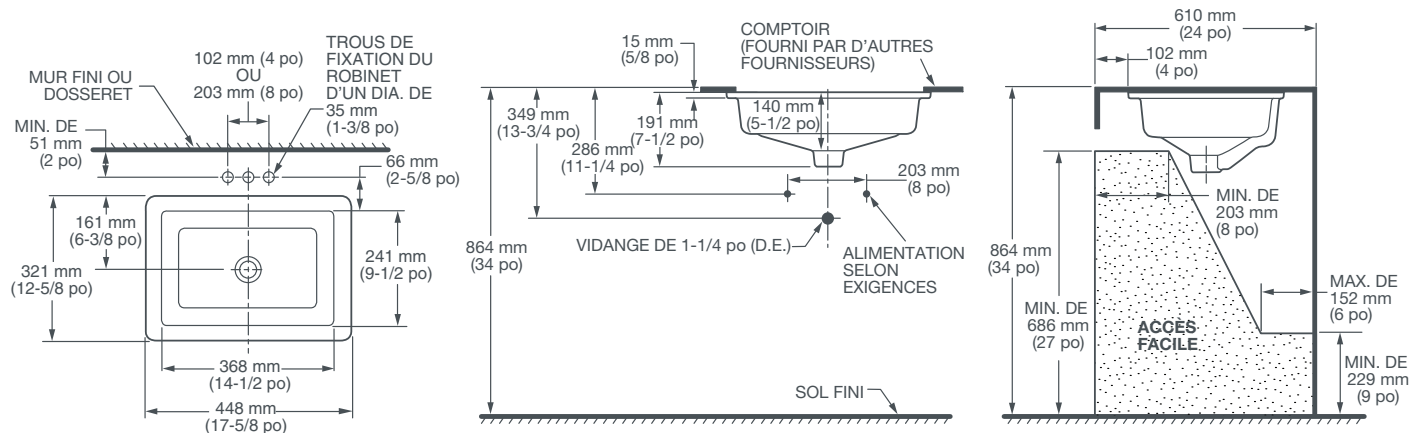 MUR FINI OU
DOSSERET
102 mm (4 po)
OU
203 mm (8 po)
TROUS DE
FIXATION DU
ROBINET
D'UN DIA. DE
35 mm
(1-3/8 po)
MIN. DE
51 mm
(2 po)
66 mm
(2-5/8 po)
161 mm
(6-3/8 po)
321 mm
(12-5/8 po)
241 mm
(9-1/2 po)
368 mm
(14-1/2 po)
448 mm
(17-5/8 po)
15 mm
(5/8 po)
COMPTOIR
(FOURNI PAR D'AUTRES
FOURNISSEURS)
349 mm
(13-3/4 po)
286 mm
(11-1/4 po)
191 mm
(7-1/2 po)
140 mm
(5-1/2 po)
203 mm
(8 po)
864 mm
(34 po)
VIDANGE DE 1-1/4 po (D.E.)
ALIMENTATION
SELON
EXIGENCES
SOL FINI
610 mm
(24 po)
102 mm
(4 po)
MIN. DE
203 mm
(8 po)
864 mm
(34 po)
MIN. DE
686 mm
(27 po)
ACCÈS
FACILE
MAX. DE
152 mm
(6 po)
MIN. DE
229 mm
(9 po)